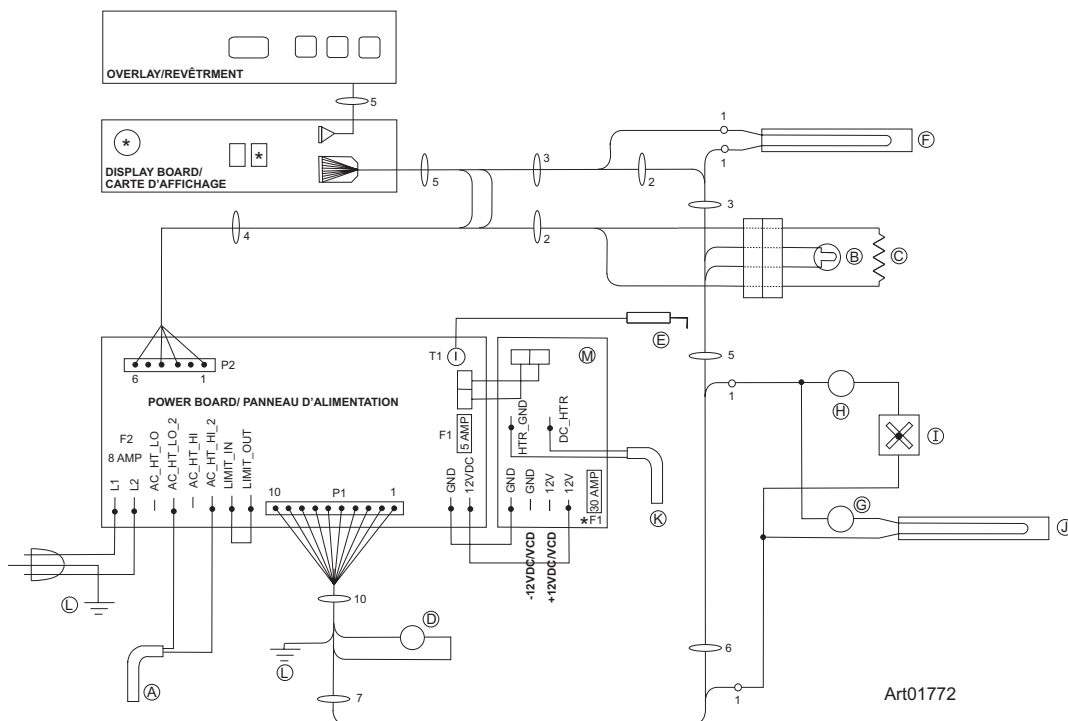 OVERLAY/REVÊTRMENT
5
*
*
DISPLAY BOARD/
CARTE D'AFFICHAGE
5
3
2
1
1
F
3
4
2
B
C
E
5
6 1 P2
T1 I
M
POWER BOARD/ PANNEAU D'ALIMENTATION
F2
8 AMP
L1
L2
AC_HT_LO
AC_HT_LO_2
AC_HT_HI
AC_HT_HI_2
LIMIT_IN
LIMIT_OUT
10 P1 1
F1 5 AMP
GND
12VDC
HTR_GND
DC_HTR
GND
GND
12V
12V
30 AMP
*F1
-12VDC/VCD
+12VDC/VCD
K
1
H
I
G
J
L
A
10
D
L
7
6
1
Art01772